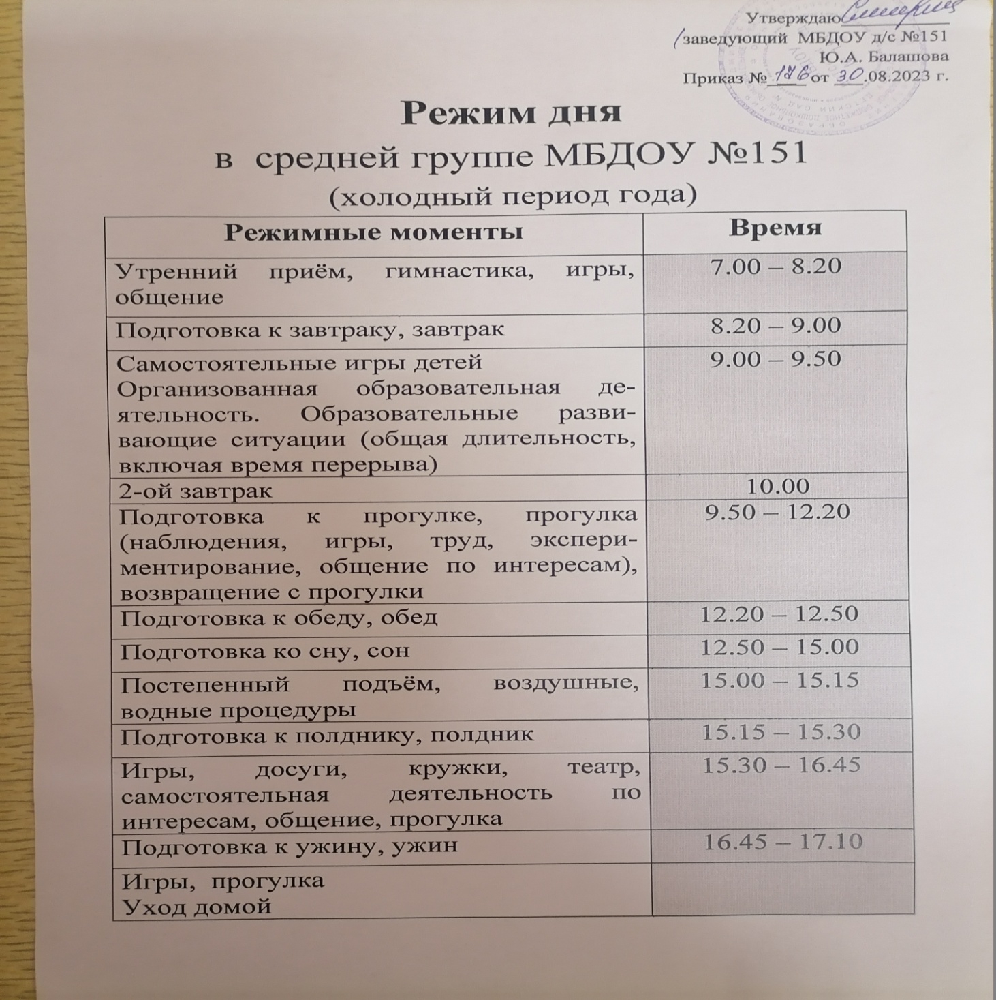 Утверждаю
заведующий МБДОУ д/с №151
Ю.А. Балашова
Приказ № от 30.08.2023 г.
Режим дня
в средней группе МБДОУ №151
(холодный период года)
Режимные моменты Время
Утренний приём, гимнастика, игры, 7.00 – 8.20
общение
Подготовка к завтраку, завтрак 8.20 – 9.00
Самостоятельные игры детей 9.00 – 9.50
Организованная образовательная де-
ятельность. Образовательные разви-
вающие ситуации (общая длительность,
включая время перерыва)
2-ой завтрак 10.00
Подготовка к прогулке, прогулка 9.50 – 12.20
(наблюдения, игры, труд, экспери-
ментирование, общение по интересам),
возвращение с прогулки
Подготовка к обеду, обед 12.20 – 12.50
Подготовка ко сну, сон 12.50 – 15.00
Постепенный подъём, воздушные, 15.00 – 15.15
водные процедуры
Подготовка к полднику, полдник 15.15 – 15.30
Игры, досуги, кружки, театр, 15.30 – 16.45
самостоятельная деятельность по
интересам, общение, прогулка
Подготовка к ужину, ужин 16.45 – 17.10
Игры, прогулка
Уход домой